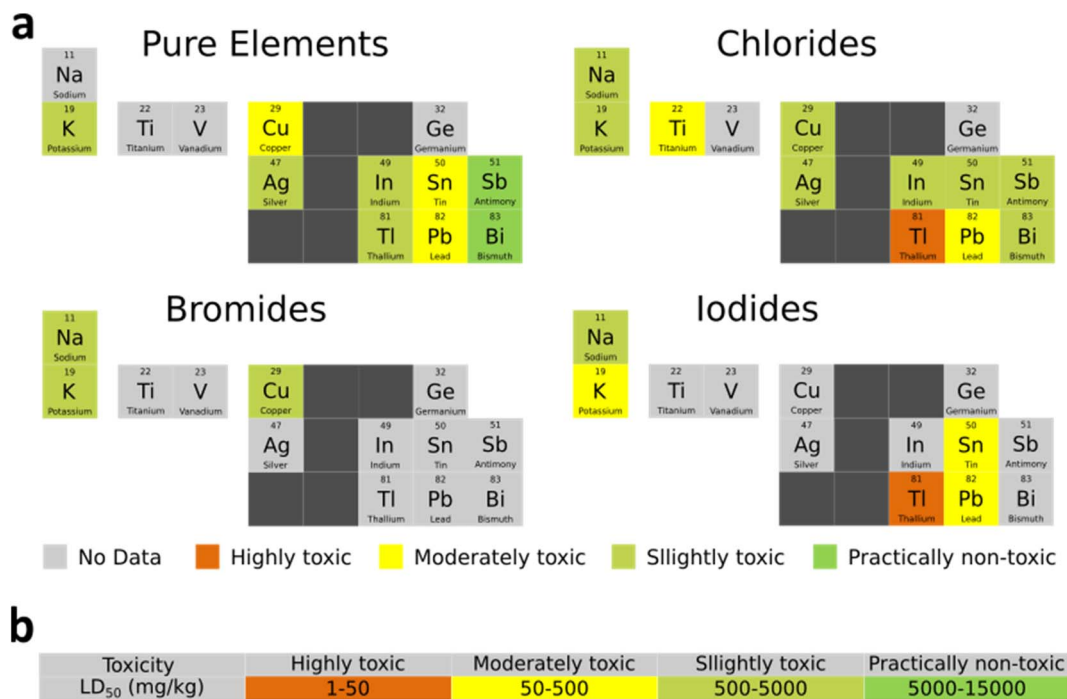 a
Pure Elements
11
Na
Sodium
19
K
Potassium
22
Ti
Titanium
23
V
Vanadium
29
Cu
Copper
32
Ge
Germanium
47
Ag
Silver
49
In
Indium
50
Sn
Tin
51
Sb
Antimony
81
Tl
Thallium
82
Pb
Lead
83
Bi
Bismuth
Chlorides
11
Na
Sodium
19
K
Potassium
22
Ti
Titanium
23
V
Vanadium
29
Cu
Copper
32
Ge
Germanium
47
Ag
Silver
49
In
Indium
50
Sn
Tin
51
Sb
Antimony
81
Tl
Thallium
82
Pb
Lead
83
Bi
Bismuth
Bromides
11
Na
Sodium
19
K
Potassium
22
Ti
Titanium
23
V
Vanadium
29
Cu
Copper
32
Ge
Germanium
47
Ag
Silver
49
In
Indium
50
Sn
Tin
51
Sb
Antimony
81
Tl
Thallium
82
Pb
Lead
83
Bi
Bismuth
Iodides
11
Na
Sodium
19
K
Potassium
22
Ti
Titanium
23
V
Vanadium
29
Cu
Copper
32
Ge
Germanium
47
Ag
Silver
49
In
Indium
50
Sn
Tin
51
Sb
Antimony
81
Tl
Thallium
82
Pb
Lead
83
Bi
Bismuth
No Data Highly toxic Moderately toxic Sllightly toxic Practically non-toxic
b
Toxicity Highly toxic Moderately toxic Sllightly toxic Practically non-toxic
LD50 (mg/kg) 1-50 50-500 500-5000 5000-15000